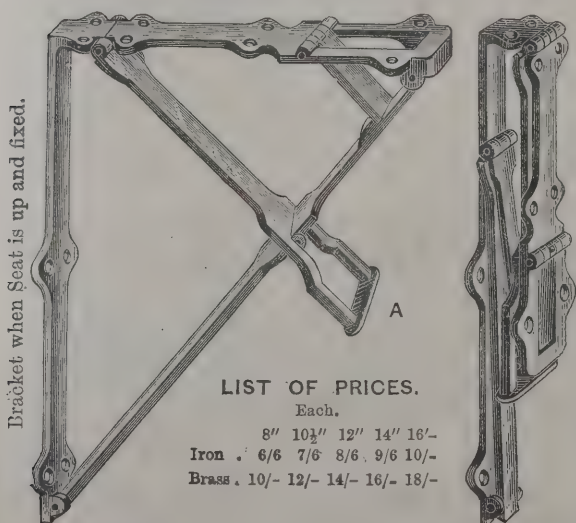 Bracket when Seat is up and fixed.
A
LIST OF PRICES.
Each.
8" 10½" 12" 14" 16'-
Iron . 6/6 7/6 8/6 9/6 10/-
Brass . 10/- 12/- 14/- 16/- 18/-